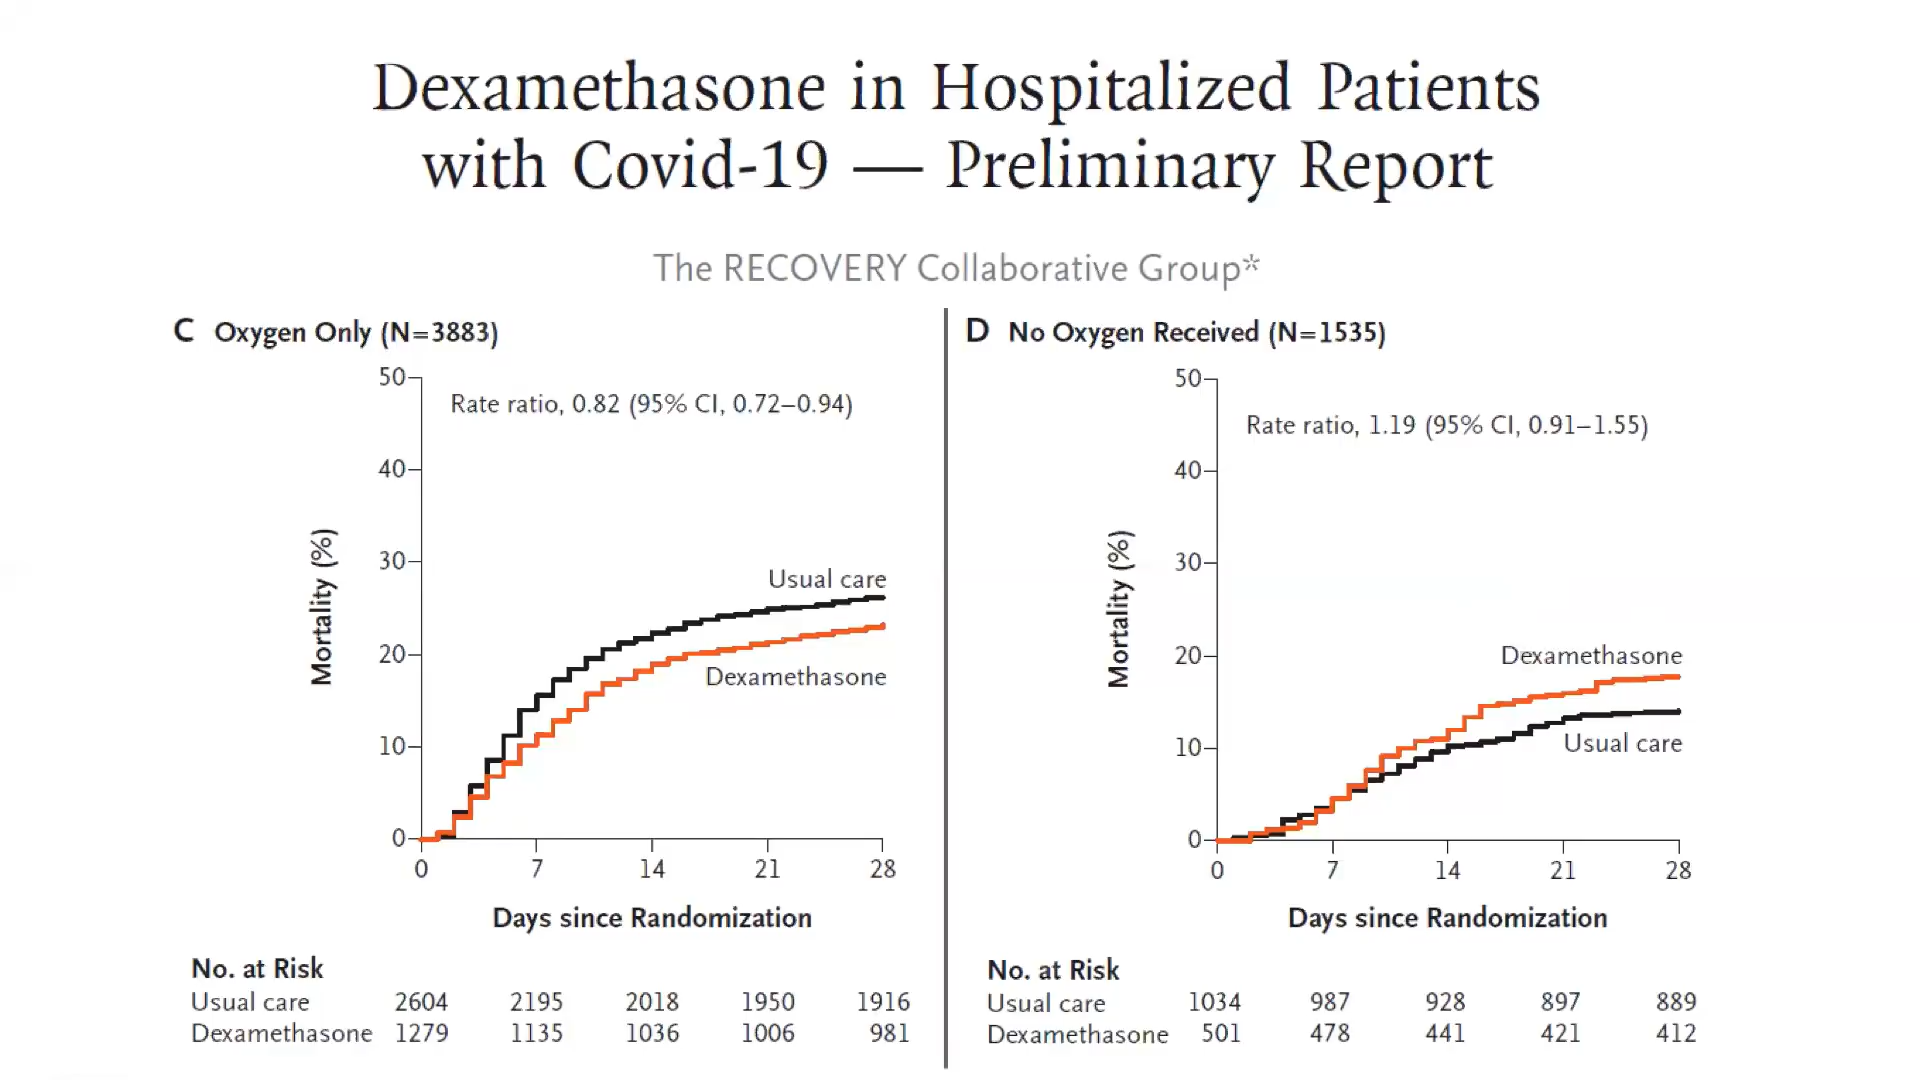 Dexamethasone in Hospitalized Patients
with Covid-19 — Preliminary Report
The RECOVERY Collaborative Group*
C Oxygen Only (N=3883)
Rate ratio, 0.82 (95% CI, 0.72–0.94)
50
40
30
20
10
0
Mortality (%)
Usual care
Dexamethasone
0 7 14 21 28
Days since Randomization
No. at Risk
Usual care 2604 2195 2018 1950 1916
Dexamethasone 1279 1135 1036 1006 981
D No Oxygen Received (N=1535)
Rate ratio, 1.19 (95% CI, 0.91–1.55)
50
40
30
20
10
0
Mortality (%)
Dexamethasone
Usual care
0 7 14 21 28
Days since Randomization
No. at Risk
Usual care 1034 987 928 897 889
Dexamethasone 501 478 441 421 412